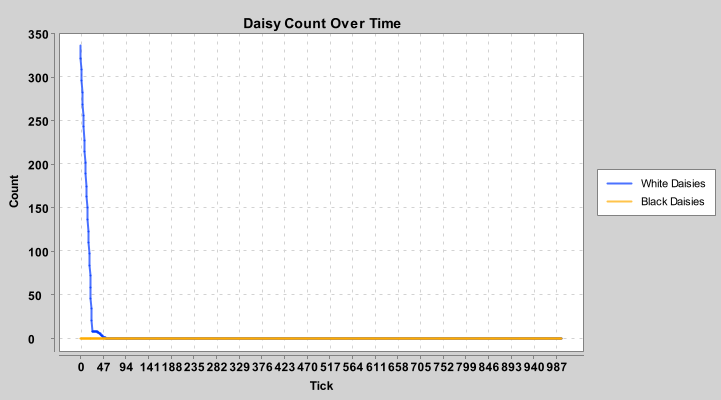 Daisy Count Over Time
350
300
250
200
150
100
50
0
Count
0 47 94 141 188 235 282 329 376 423 470 517 564 611 658 705 752 799 846 893 940 987
Tick
White Daisies
Black Daisies